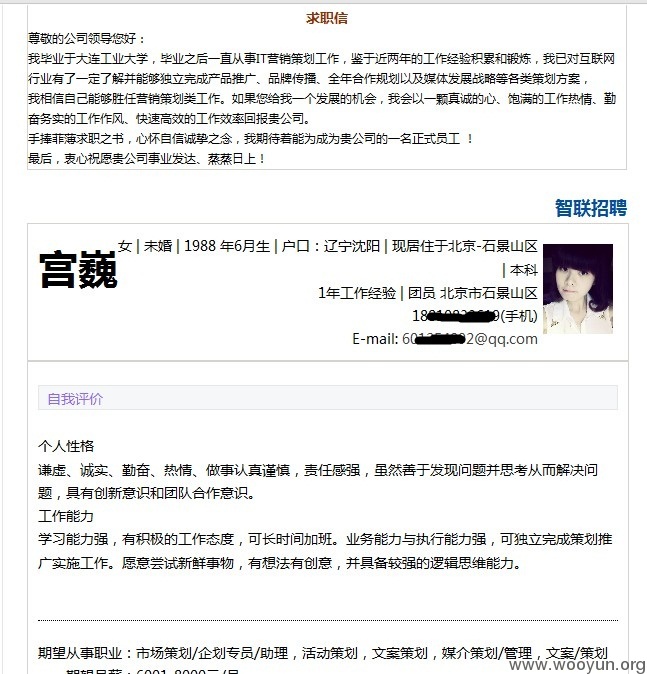 求职信
尊敬的公司领导您好：
我毕业于大连工业大学，毕业之后一直从事IT营销策划工作，鉴于近两年的工作经验积累和锻炼，我已对互联网
行业有了一定了解并能够独立完成产品推广、品牌传播、全年合作规划以及媒体发展战略等各类策划方案，
我相信自己能够胜任营销策划类工作。如果您给我一个发展的机会，我会以一颗真诚的心、饱满的工作热情、勤
奋务实的工作作风、快速高效的工作效率回报贵公司。
手捧菲薄求职之书，心怀自信诚挚之念，我期待着能为成为贵公司的一名正式员工 ！
最后，衷心祝愿贵公司事业发达、蒸蒸日上！
智联招聘
宫巍
女 | 未婚 | 1988 年6月生 | 户口：辽宁沈阳 | 现居住于北京-石景山区
| 本科
1年工作经验 | 团员 北京市石景山区
(手机)
E-mail: @qq.com
自我评价
个人性格
谦虚、诚实、勤奋、热情、做事认真谨慎，责任感强，虽然善于发现问题并思考从而解决问
题，具有创新意识和团队合作意识。
工作能力
学习能力强，有积极的工作态度，可长时间加班。业务能力与执行能力强，可独立完成策划推
广实施工作。愿意尝试新鲜事物，有想法有创意，并具备较强的逻辑思维能力。
期望从事职业：市场策划/企划专员/助理，活动策划，文案策划，媒介策划/管理，文案/策划
期望月薪：6001-8000元/月
www.wooyun.org